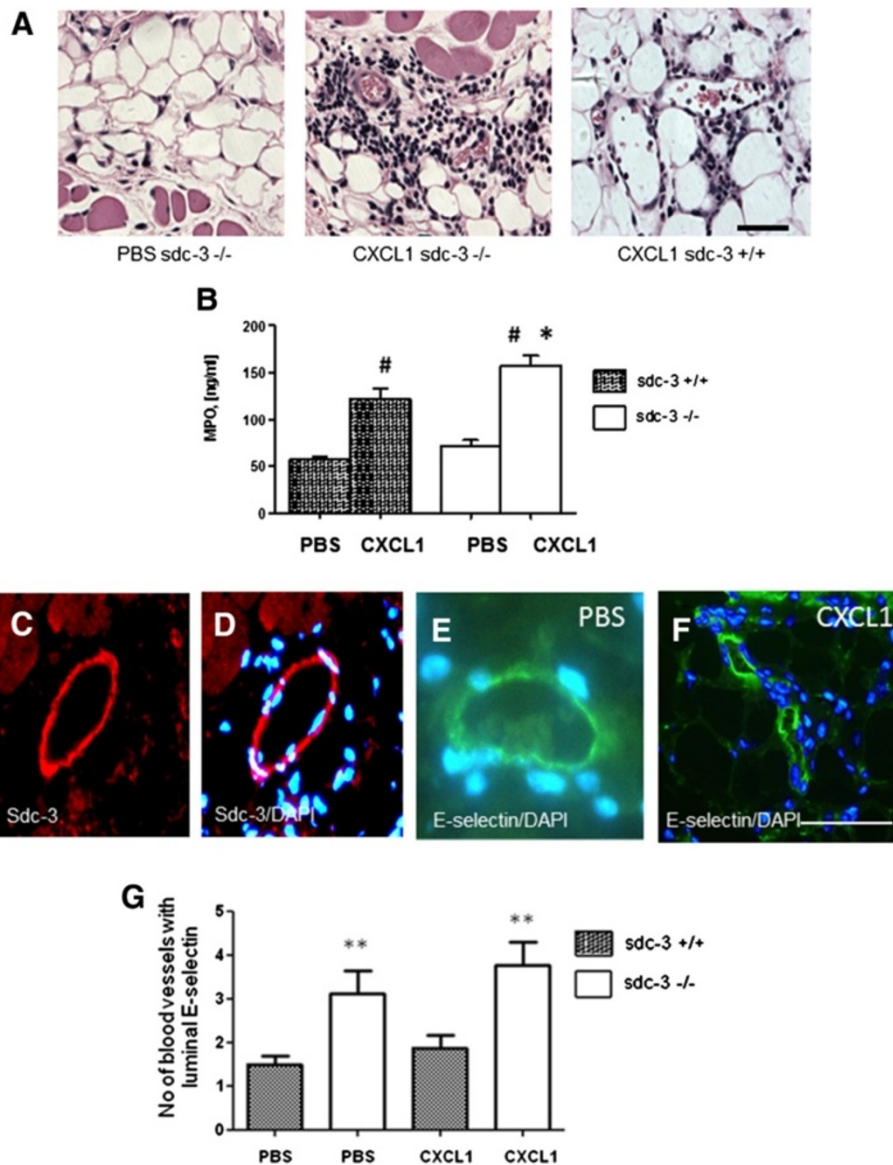 A
PBS sdc-3 -/-
CXCL1 sdc-3 -/-
CXCL1 sdc-3 +/+
B
MPO, [ng/ml]
200
150
100
50
0
#
# *
PBS
CXCL1
PBS
CXCL1
sdc-3 +/+
sdc-3 -/-
C
Sdc-3
D
Sdc-3/DAPI
E
PBS
E-selectin/DAPI
F
CXCL1
E-selectin/DAPI
G
No of blood vessels with
luminal E-selectin
5
4
3
2
1
0
**
**
PBS
PBS
CXCL1
CXCL1
sdc-3 +/+
sdc-3 -/-